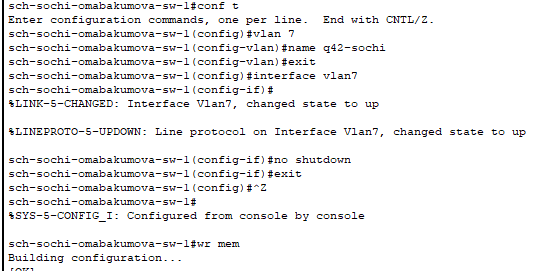 sch-sochi-omabakumova-sw-1#conf t
Enter configuration commands, one per line.  End with CNTL/Z.
sch-sochi-omabakumova-sw-1(config)#vlan 7
sch-sochi-omabakumova-sw-1(config-vlan)#name q42-sochi
sch-sochi-omabakumova-sw-1(config-vlan)#exit
sch-sochi-omabakumova-sw-1(config)#interface vlan7
sch-sochi-omabakumova-sw-1(config-if)#
%LINK-5-CHANGED: Interface Vlan7, changed state to up
%LINEPROTO-5-UPDOWN: Line protocol on Interface Vlan7, changed state to up
sch-sochi-omabakumova-sw-1(config-if)#no shutdown
sch-sochi-omabakumova-sw-1(config-if)#exit
sch-sochi-omabakumova-sw-1(config)#^Z
sch-sochi-omabakumova-sw-1#
%SYS-5-CONFIG_I: Configured from console by console
sch-sochi-omabakumova-sw-1#wr mem
Building configuration...
[OK]